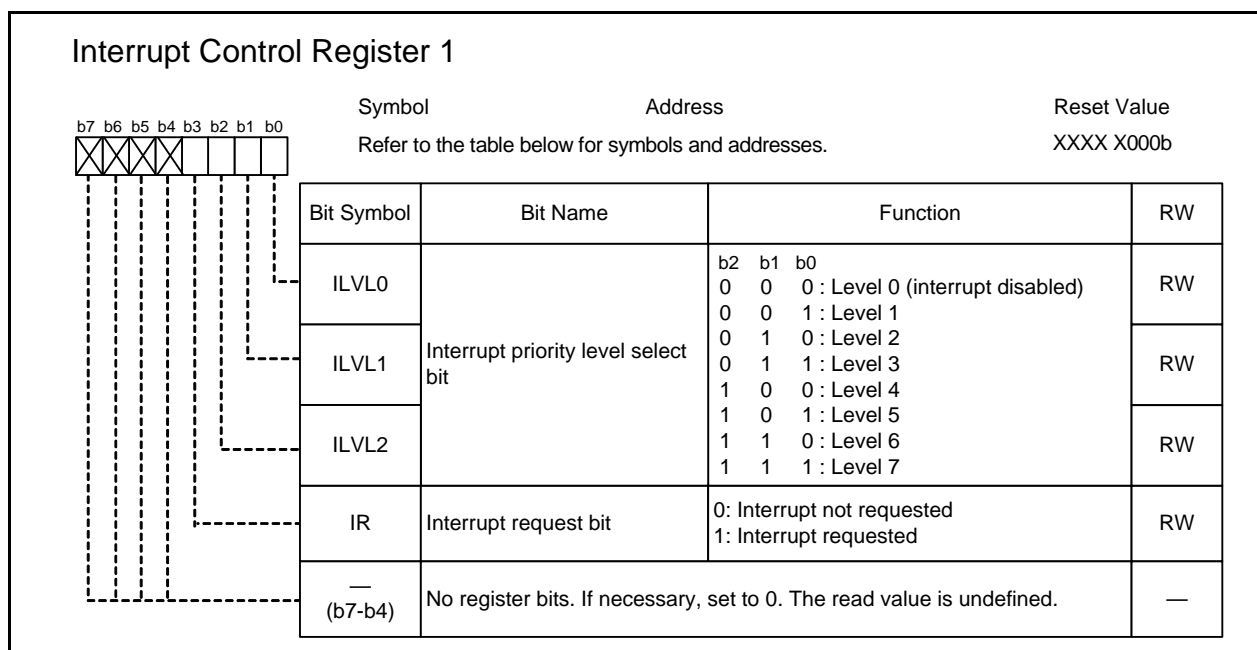 Interrupt Control Register 1
Symbol Address Reset Value
b7 b6 b5 b4 b3 b2 b1 b0
Refer to the table below for symbols and addresses. XXXX X000b
Bit Symbol Bit Name Function RW
ILVL0 Interrupt priority level select bit RW
b2 b1 b0
0 0 0 : Level 0 (interrupt disabled)
0 0 1 : Level 1
0 1 0 : Level 2
0 1 1 : Level 3
1 0 0 : Level 4
1 0 1 : Level 5
1 1 0 : Level 6
1 1 1 : Level 7
ILVL1 RW
ILVL2 RW
IR Interrupt request bit RW
0: Interrupt not requested
1: Interrupt requested
—
(b7-b4) No register bits. If necessary, set to 0. The read value is undefined. —